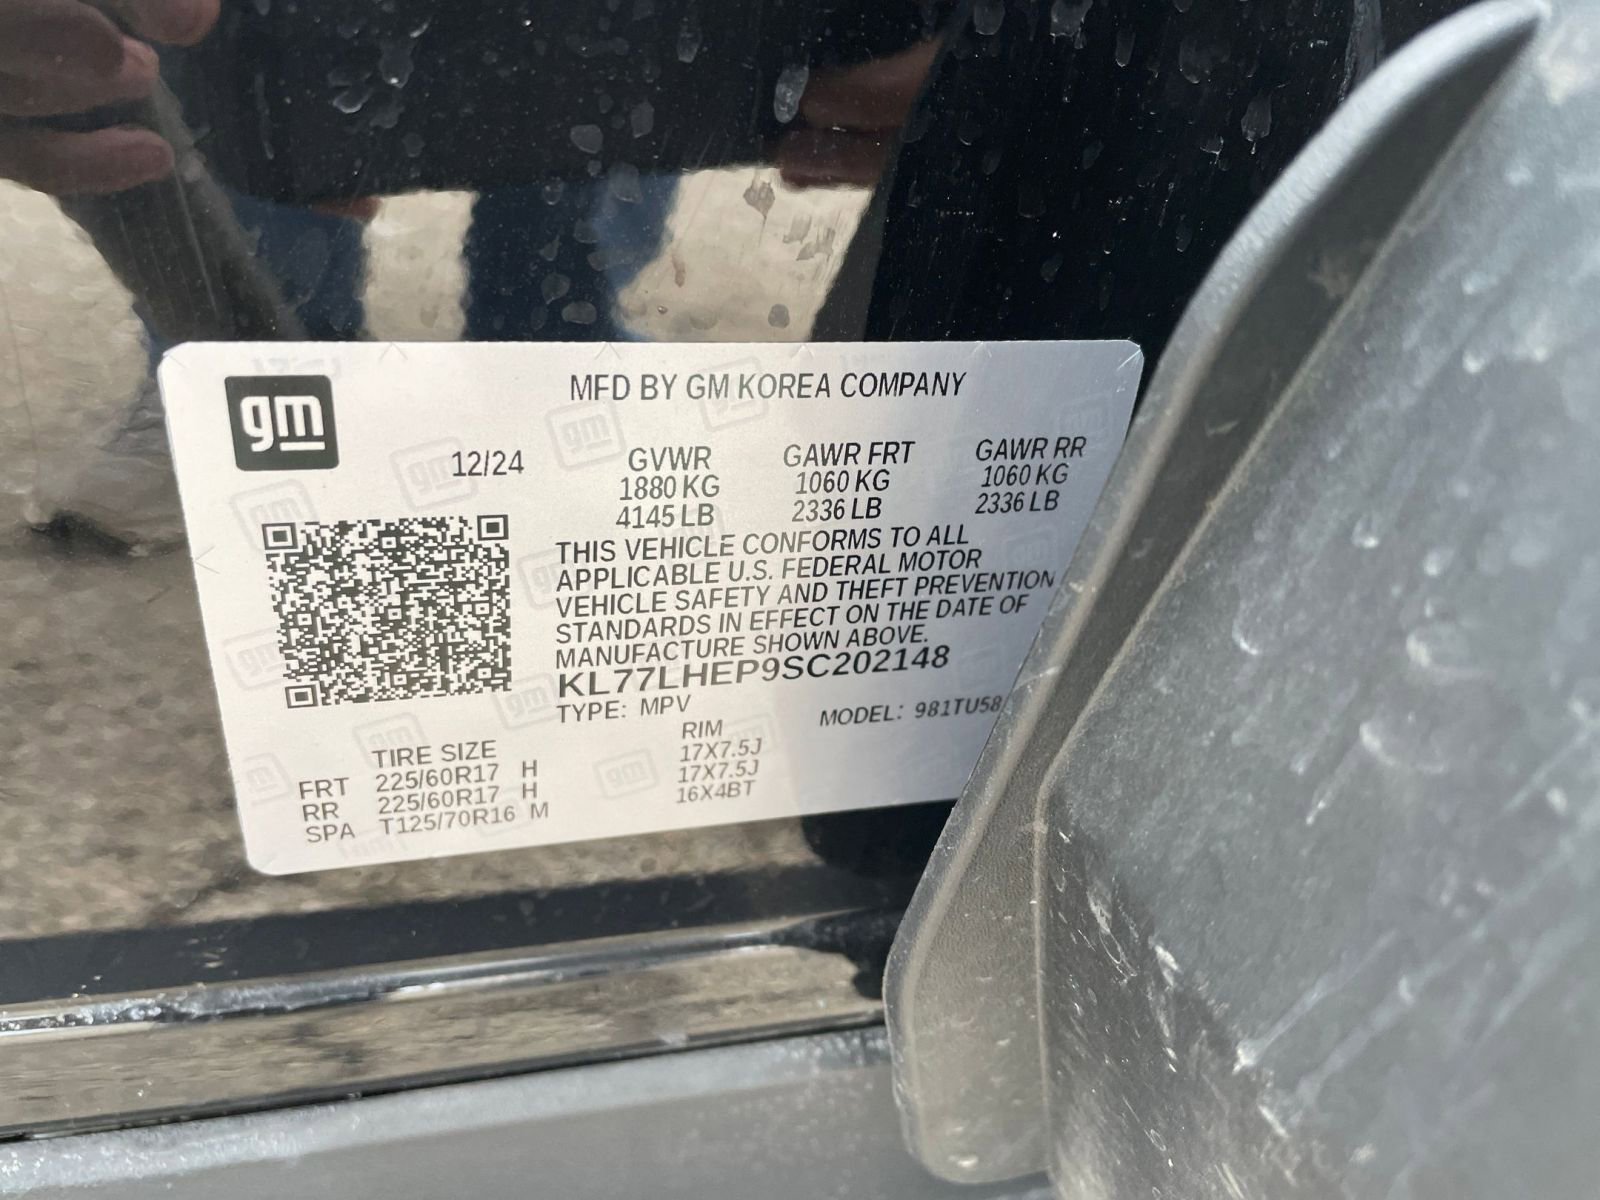 gm
MFD BY GM KOREA COMPANY
12/24
GVWR GAWR FRT GAWR RR
1880 KG 1060 KG 1060 KG
4145 LB 2336 LB 2336 LB
THIS VEHICLE CONFORMS TO ALL
APPLICABLE U.S. FEDERAL MOTOR
VEHICLE SAFETY AND THEFT PREVENTION
STANDARDS IN EFFECT ON THE DATE OF
MANUFACTURE SHOWN ABOVE.
KL77LHEP9SC202148
TYPE: MPV MODEL: 981TU58
TIRE SIZE RIM
FRT 225/60R17 H 17X7.5J
RR 225/60R17 H 17X7.5J
SPA T125/70R16 M 16X4BT